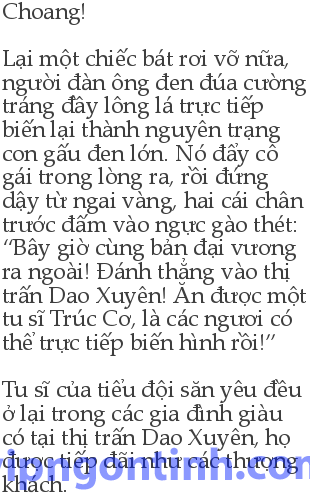 Choang!
Lại một chiếc bát rơi vỡ nữa,
người đàn ông đen đúa cường
tráng đầy lông lá trực tiếp
biến lại thành nguyên trạng
con gấu đen lớn. Nó đẩy cô
gái trong lòng ra, rồi đứng
dậy từ ngai vàng, hai cái chân
trước đấm vào ngực gào thét:
“Bây giờ cùng bản đại vương
ra ngoài! Đánh thẳng vào thị
trấn Dao Xuyên! Ăn được một
tu sĩ Trúc Cơ, là các ngươi có
thể trực tiếp biến hình rồi!”
Tu sĩ của tiểu đội săn yêu đều
ở lại trong các gia đình giàu
có tại thị trấn Dao Xuyên, họ
được tiếp đãi như các thượng
khách.
vipngontinh.com